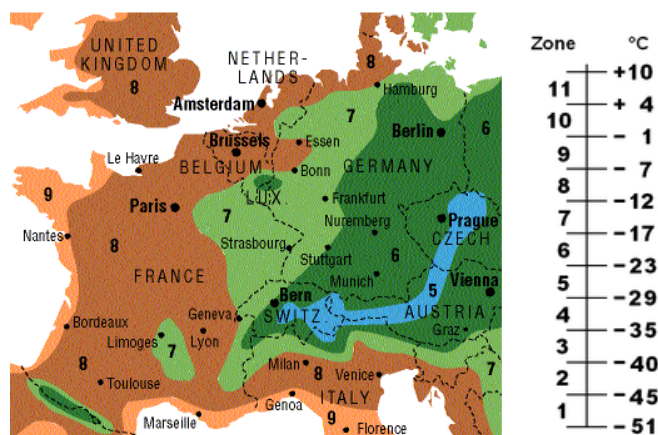 UNITED
KINGDOM
8
NETHER-
LANDS
8
Hamburg
Amsterdam
7
Berlin
6
Brussels
Essen
Le Havre
BELGIUM
Bonn
GERMANY
9
LUX
Frankfurt
Paris
7
Nuremberg
Prague
CZECH
Nantes
8
Strasbourg
Stuttgart
6
FRANCE
Munich
Vienna
Bern
5
SWITZ
AUSTRIA
Geneva
Bordeaux
Limoges
Lyon
Graz
7
Milan
8
Venice
7
8
Toulouse
Genoa
ITALY
Marseille
9
Florence
Zone °C
+10
11
+ 4
10
- 1
9
- 7
8
-12
7
-17
6
-23
5
-29
4
-35
3
-40
2
-45
1
-51